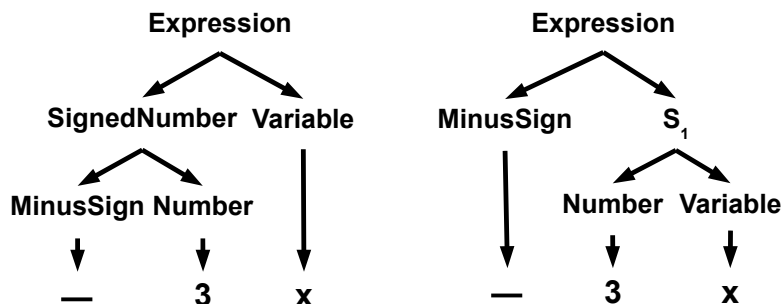 Expression Expression
SignedNumber Variable MinusSign S₁
MinusSign Number Number Variable
— 3 x — 3 x